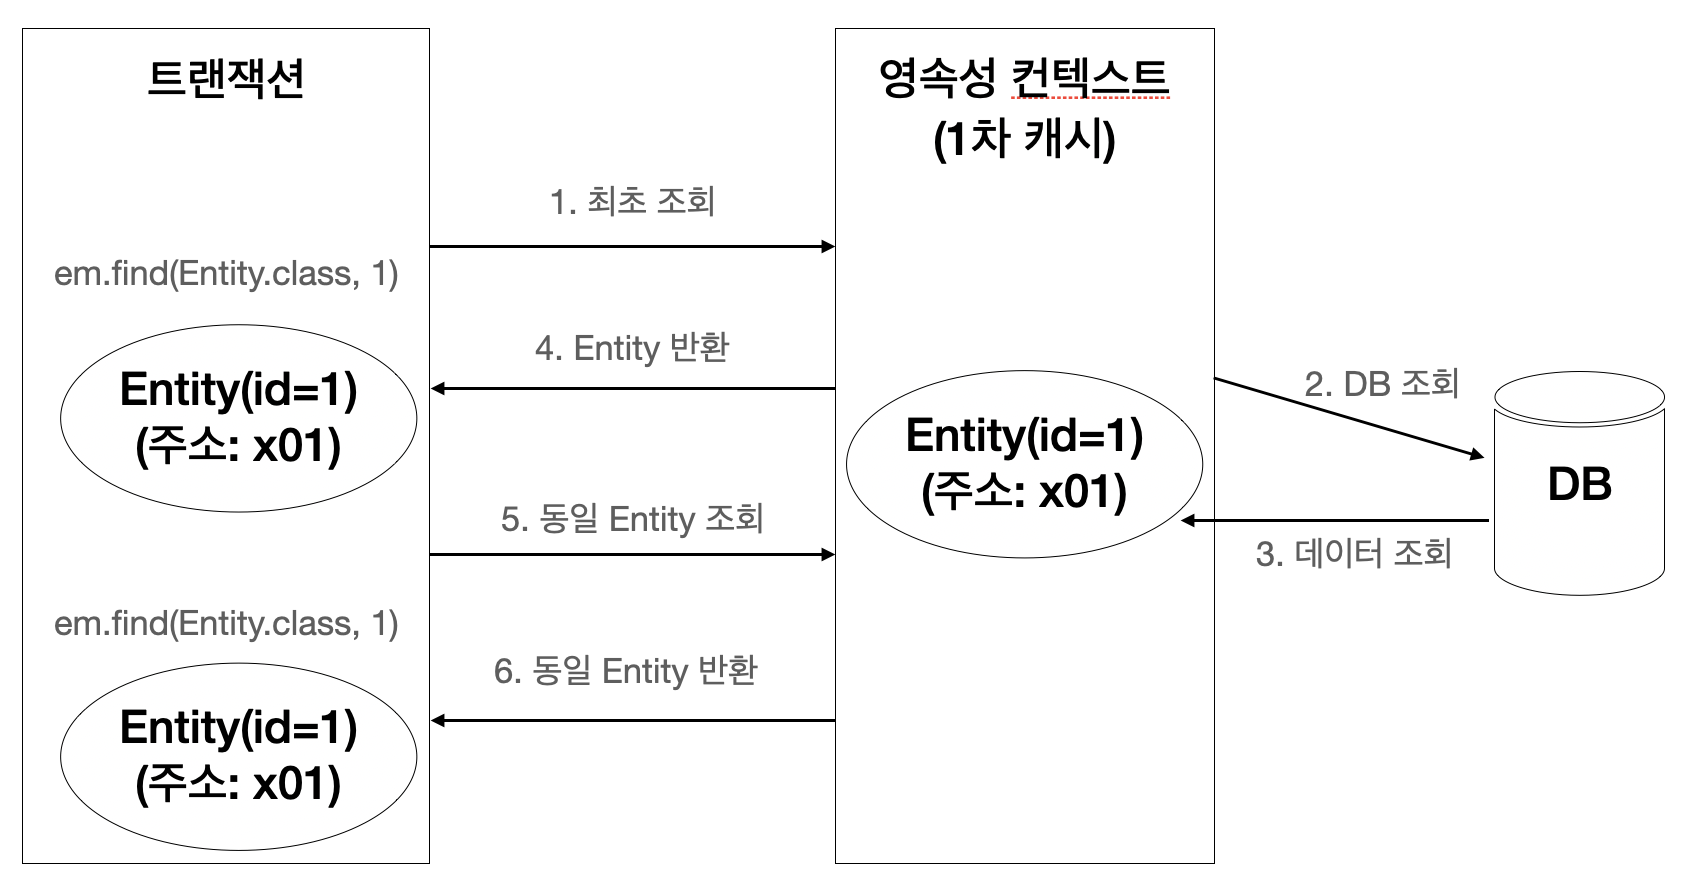 트랜잭션
영속성 컨텍스트
(1차 캐시)
1. 최초 조회
em.find(Entity.class, 1)
4. Entity 반환
2. DB 조회
Entity(id=1)
(주소: x01)
Entity(id=1)
(주소: x01)
DB
5. 동일 Entity 조회
3. 데이터 조회
em.find(Entity.class, 1)
6. 동일 Entity 반환
Entity(id=1)
(주소: x01)